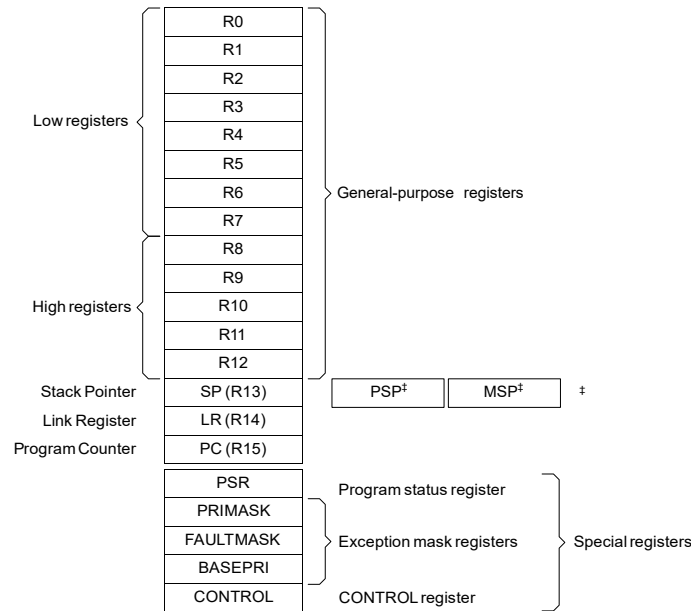 R0
R1
R2
R3
Low registers
R4
R5
R6
General-purpose registers
R7
R8
R9
High registers
R10
R11
R12
Stack Pointer SP (R13) PSP‡ MSP‡ ‡
Link Register LR (R14)
Program Counter PC (R15)
PSR Program status register
PRIMASK
FAULTMASK Exception mask registers Special registers
BASEPRI
CONTROL CONTROL register